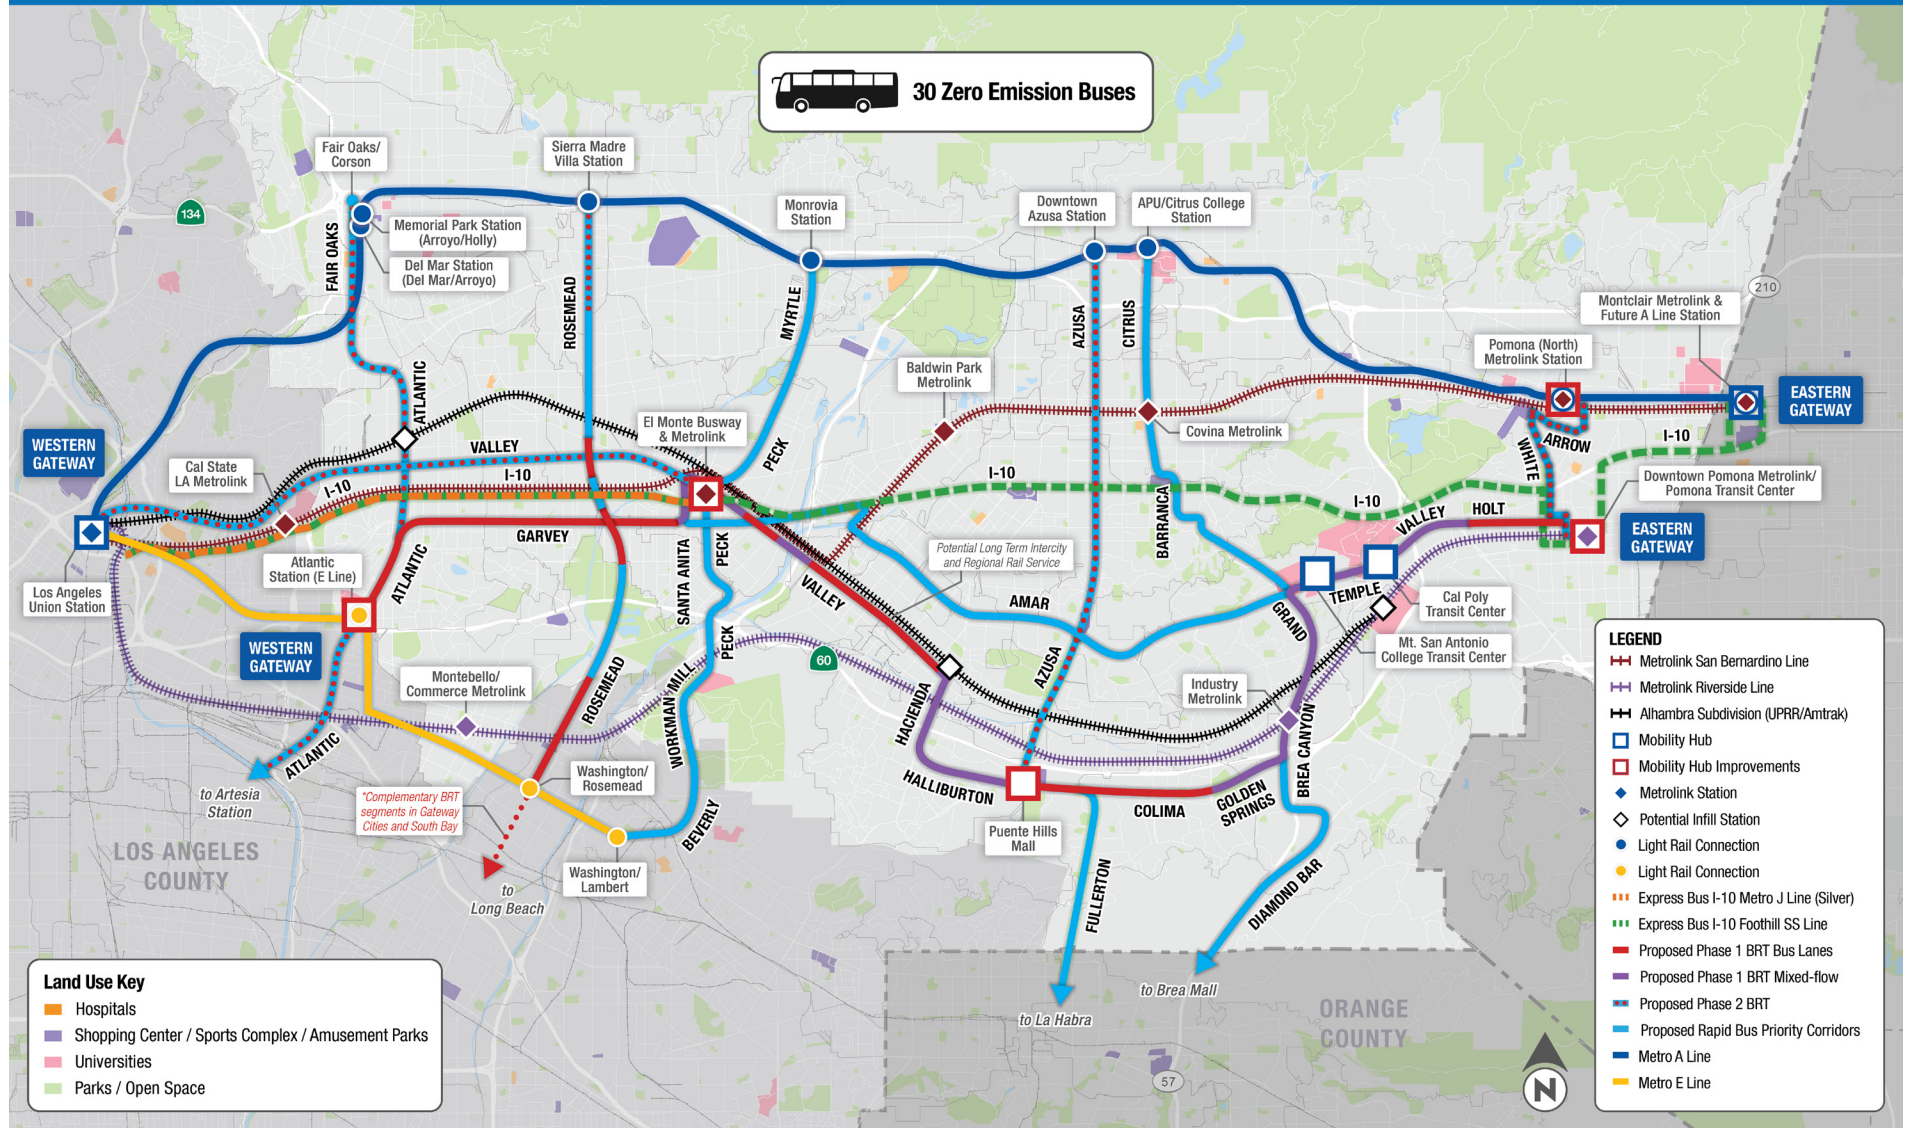 30 Zero Emission Buses
Fair Oaks/
Corson
Sierra Madre
Villa Station
134
Memorial Park Station
(Arroyo/Holly)
Del Mar Station
(Del Mar/Arroyo)
FAIR OAKS
ROSEMEAD
Monrovia
Station
MYRTLE
Downtown
Azusa Station
APU/Citrus College
Station
AZUSA
CITRUS
210
Montclair Metrolink &
Future A Line Station
Pomona (North)
Metrolink Station
EASTERN
GATEWAY
Baldwin Park
Metrolink
Covina Metrolink
ATLANTIC
El Monte Busway
& Metrolink
PECK
WESTERN
GATEWAY
Cal State
LA Metrolink
VALLEY
I-10
I-10
I-10
I-10
I-10
WHITE
ARROW
Downtown Pomona Metrolink/
Pomona Transit Center
EASTERN
GATEWAY
VALLEY
HOLT
GARVEY
Atlantic
Station (E Line)
ATLANTIC
Los Angeles
Union Station
WESTERN
GATEWAY
SANTA ANITA
PECK
PECK
Potential Long Term Intercity
and Regional Rail Service
VALLEY
AMAR
BARRANCA
GRAND
TEMPLE
Cal Poly
Transit Center
Mt. San Antonio
College Transit Center
60
Montebello/
Commerce Metrolink
ROSEMEAD
WORKMAN MILL
AZUSA
HACIENDA
Industry
Metrolink
BREA CANYON
ATLANTIC
to Artesia
Station
*Complementary BRT
segments in Gateway
Cities and South Bay
Washington/
Rosemead
BEVERLY
HALLIBURTON
COLIMA
GOLDEN
SPRINGS
Puente Hills
Mall
Washington/
Lambert
to
Long Beach
LOS ANGELES
COUNTY
FULLERTON
DIAMOND BAR
to Brea Mall
to La Habra
ORANGE
COUNTY
57
N
Land Use Key
Hospitals
Shopping Center / Sports Complex / Amusement Parks
Universities
Parks / Open Space
LEGEND
Metrolink San Bernardino Line
Metrolink Riverside Line
Alhambra Subdivision (UPRR/Amtrak)
Mobility Hub
Mobility Hub Improvements
Metrolink Station
Potential Infill Station
Light Rail Connection
Light Rail Connection
Express Bus I-10 Metro J Line (Silver)
Express Bus I-10 Foothill SS Line
Proposed Phase 1 BRT Bus Lanes
Proposed Phase 1 BRT Mixed-flow
Proposed Phase 2 BRT
Proposed Rapid Bus Priority Corridors
Metro A Line
Metro E Line